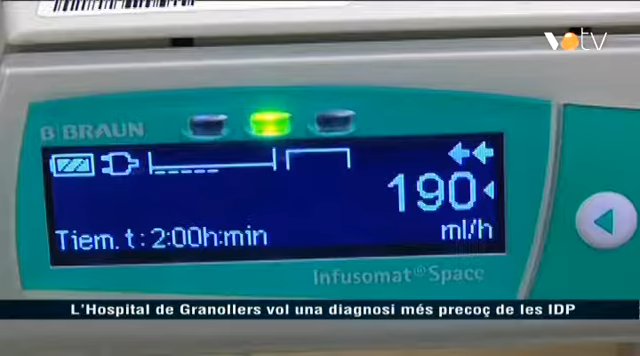 votv
B BRAUN
190
Tiem. t: 2:00h:min
ml/h
Infusomat® Space
L'Hospital de Granollers vol una diagnosi més precoç de les IDP